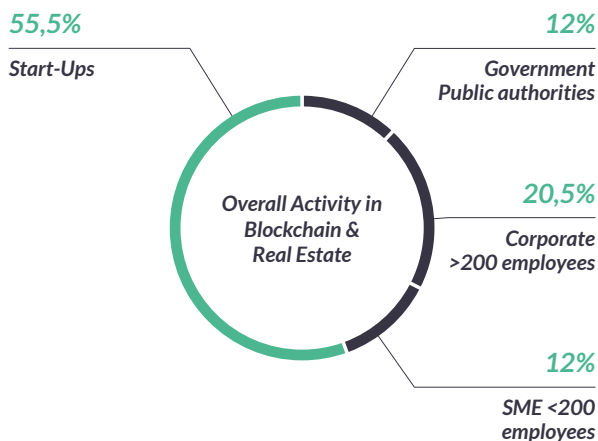 55,5%
Start-Ups
12%
Government
Public authorities
Overall Activity in
Blockchain &
Real Estate
20,5%
Corporate
>200 employees
12%
SME <200
employees